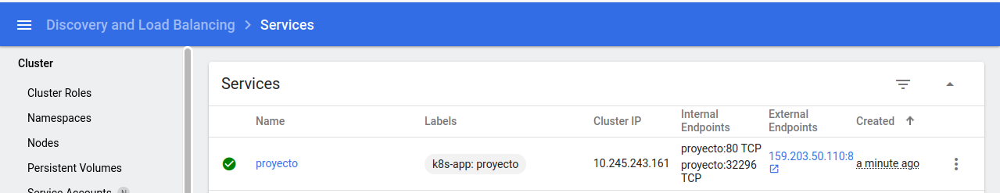 Discovery and Load Balancing > Services
Cluster
Cluster Roles
Namespaces
Nodes
Persistent Volumes
Service Accounts N
Services
Name Labels Cluster IP Internal Endpoints External Endpoints Created
proyecto k8s-app: proyecto 10.245.243.161 proyecto:80 TCP 159.203.50.110:8 a minute ago
proyecto:32296
TCP